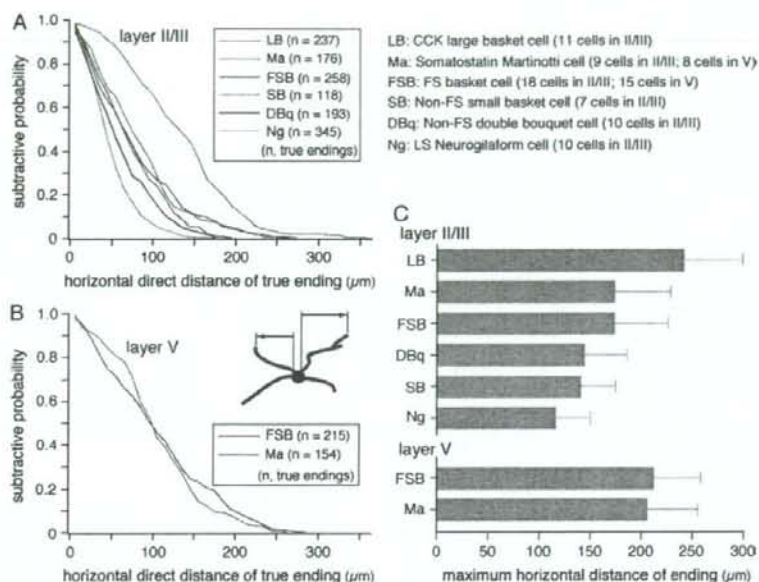 A
layer II/III
LB (n = 237)
Ma (n = 176)
FSB (n = 258)
SB (n = 118)
DBq (n = 193)
Ng (n = 345)
(n, true endings)
subtractive probability
1.0
0.8
0.6
0.4
0.2
0
0 100 200 300
horizontal direct distance of true ending (μm)
LB: CCK large basket cell (11 cells in II/III)
Ma: Somatostatin Martinotti cell (9 cells in II/III; 8 cells in V)
FSB: FS basket cell (18 cells in II/III; 15 cells in V)
SB: Non-FS small basket cell (7 cells in II/III)
DBq: Non-FS double bouquet cell (10 cells in II/III)
Ng: LS Neurogilaform cell (10 cells in II/III)
B
layer V
FSB (n = 215)
Ma (n = 154)
(n, true endings)
subtractive probability
1.0
0.8
0.6
0.4
0.2
0
0 100 200 300
horizontal direct distance of true ending (μm)
C
layer II/III
LB
Ma
FSB
DBq
SB
Ng
layer V
FSB
Ma
0 50 100 150 200 250 300
maximum horizontal distance of ending (μm)